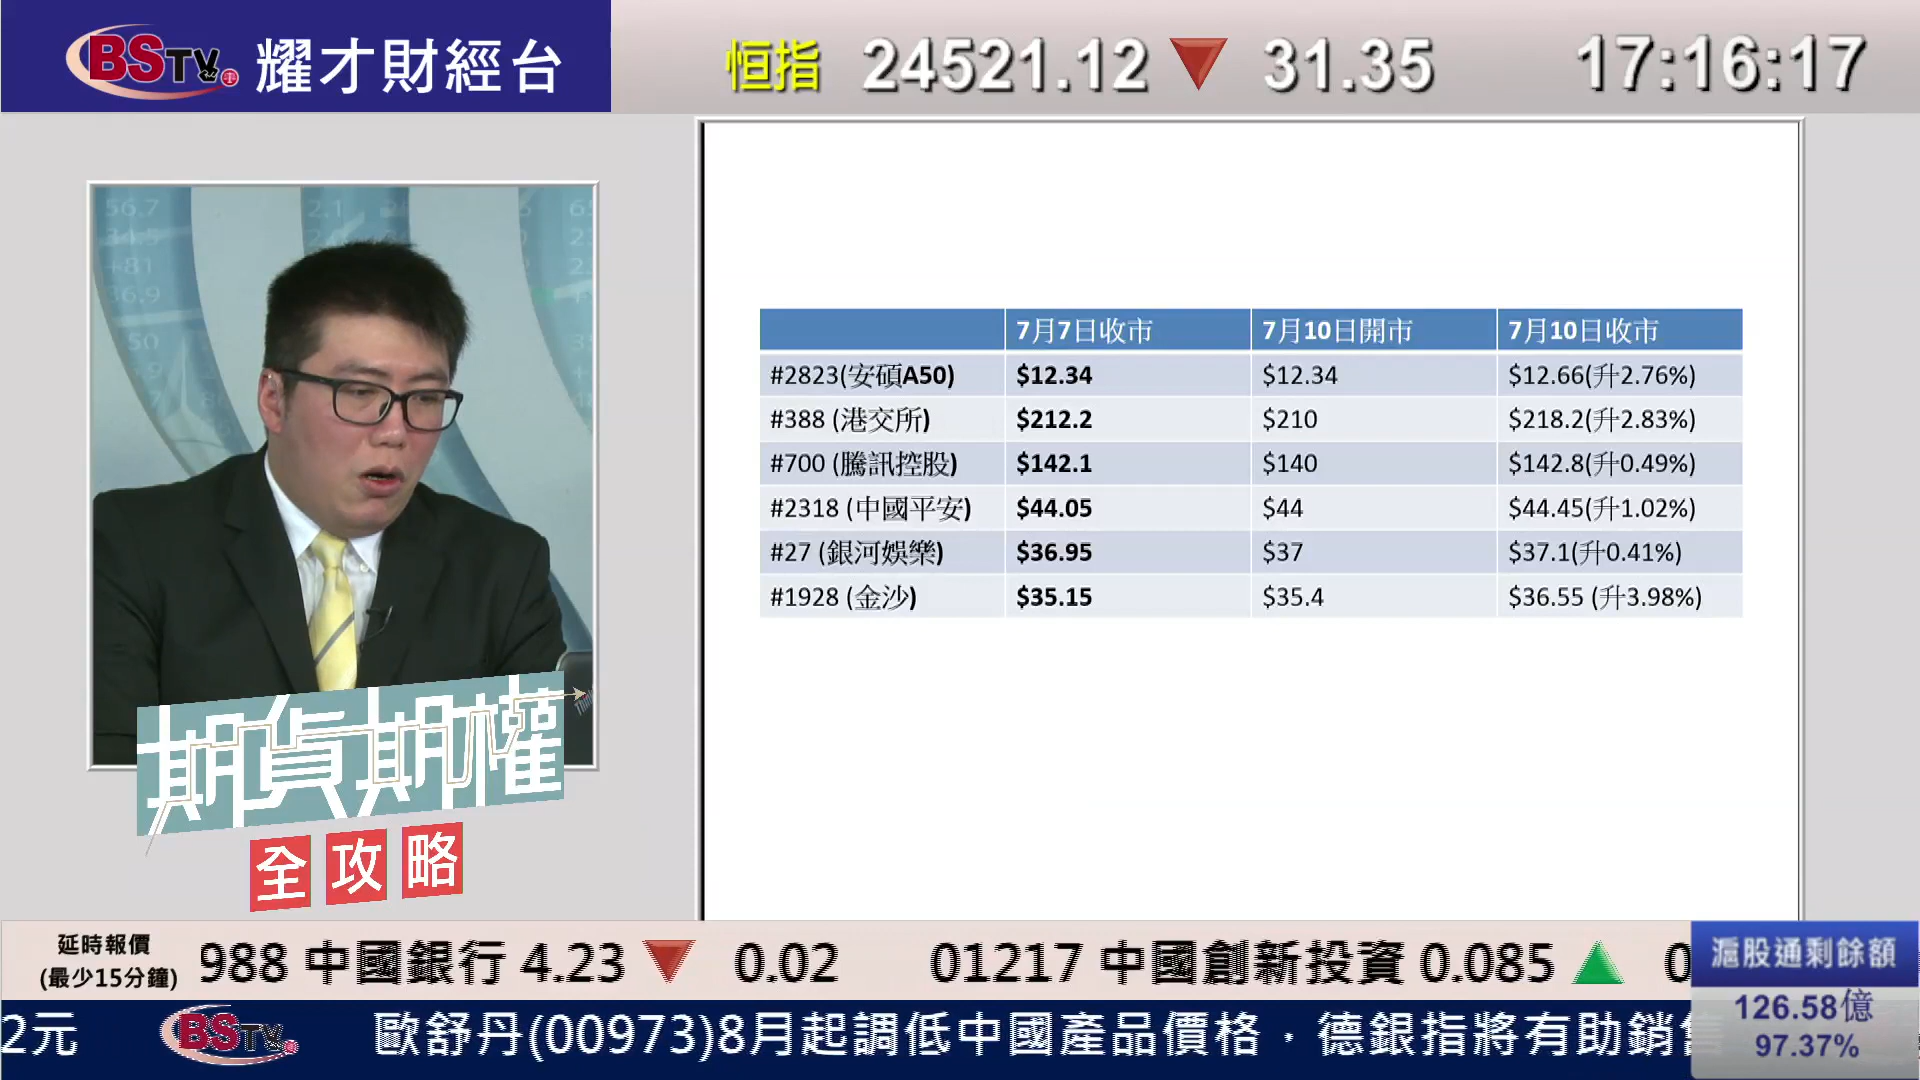 BSTV 耀才財經台
恒指 24521.12 ▼ 31.35 17:16:17
7月7日收市 7月10日開市 7月10日收市
#2823(安碩A50) $12.34 $12.34 $12.66(升2.76%)
#388 (港交所) $212.2 $210 $218.2(升2.83%)
#700 (騰訊控股) $142.1 $140 $142.8(升0.49%)
#2318 (中國平安) $44.05 $44 $44.45(升1.02%)
#27 (銀河娛樂) $36.95 $37 $37.1(升0.41%)
#1928 (金沙) $35.15 $35.4 $36.55 (升3.98%)
期貨期權
全攻略
延時報價
(最少15分鐘)
988 中國銀行 4.23 ▼ 0.02 01217 中國創新投資 0.085 ▲ 0
滬股通剩餘額
126.58億
97.37%
2元 BSTV 歐舒丹(00973)8月起調低中國產品價格，德銀指將有助銷售